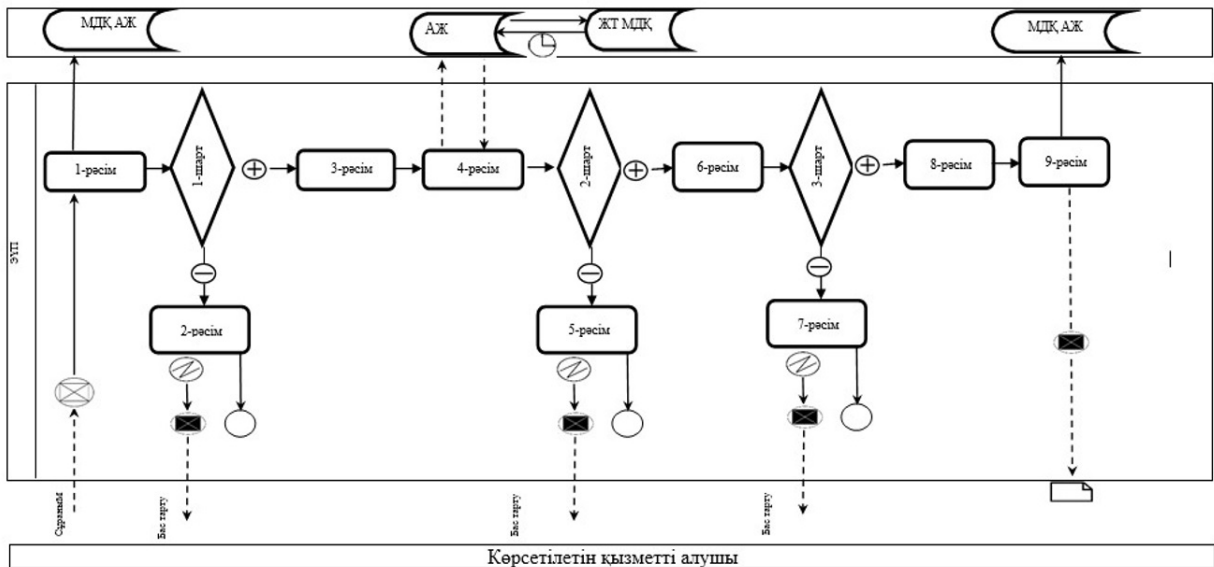 МДҚ АЖ
АЖ
ЖТ МДҚ
МДҚ АЖ
1-рәсім
1-шарт
3-рәсім
4-рәсім
2-шарт
6-рәсім
3-шарт
8-рәсім
9-рәсім
ЭҮП
2-рәсім
5-рәсім
7-рәсім
Сұраным
Бас тарту
Бас тарту
Бас тарту
Көрсетілетін қызметті алушы